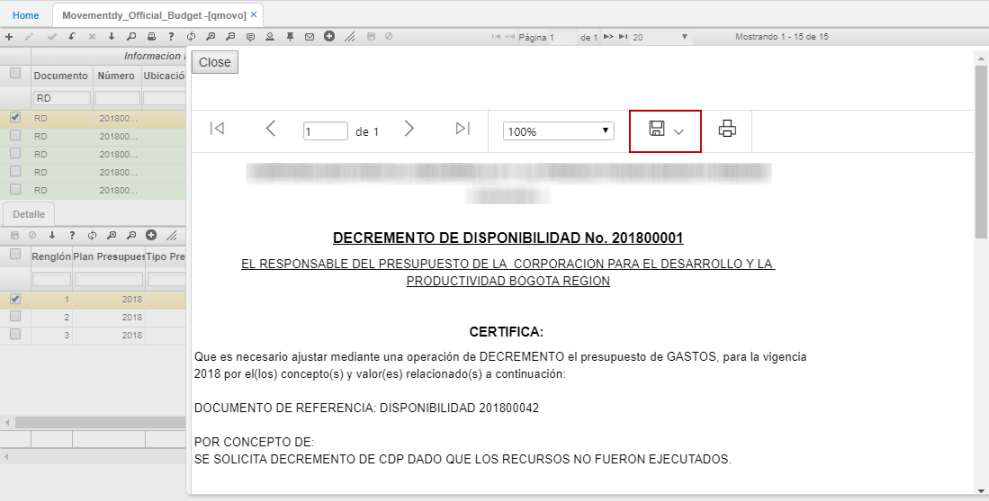 Home
Movementdy_Official_Budget -[qmovo] ×
Página 1 de 1 20 Mostrando 1 - 15 de 15
Informacion
Documento Número Ubicació
RD
RD 201800...
RD 201800...
RD 201800...
RD 201800...
RD 201800...
Detalle
Renglón Plan Presupues Tipo Pre
1 2018
2 2018
3 2018
Close
1 de 1
100%
DECREMENTO DE DISPONIBILIDAD No. 201800001
EL RESPONSABLE DEL PRESUPUESTO DE LA CORPORACION PARA EL DESARROLLO Y LA
PRODUCTIVIDAD BOGOTA REGION
CERTIFICA:
Que es necesario ajustar mediante una operación de DECREMENTO el presupuesto de GASTOS, para la vigencia
2018 por el(los) concepto(s) y valor(es) relacionado(s) a continuación:
DOCUMENTO DE REFERENCIA: DISPONIBILIDAD 201800042
POR CONCEPTO DE:
SE SOLICITA DECREMENTO DE CDP DADO QUE LOS RECURSOS NO FUERON EJECUTADOS.